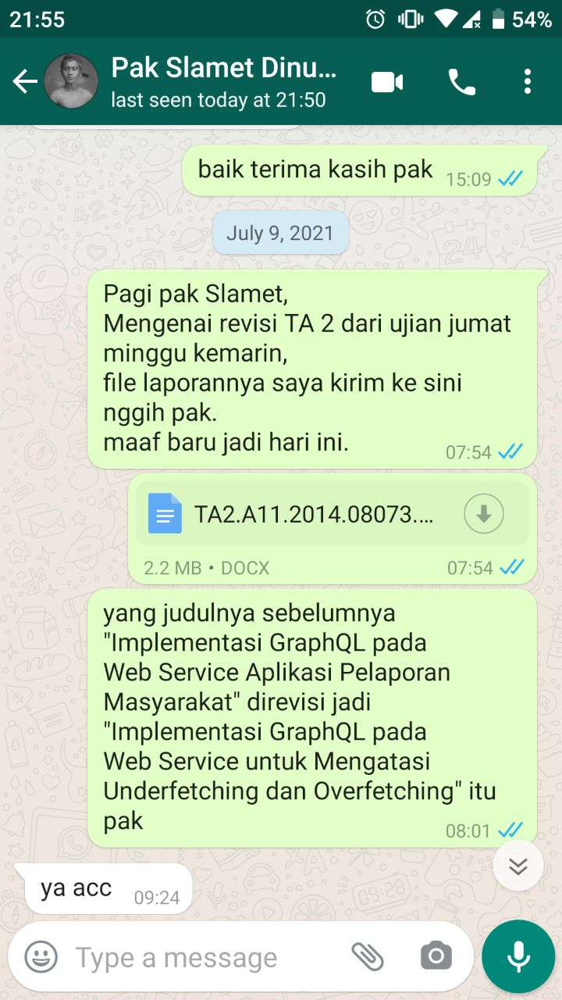 21:55
54%
Pak Slamet Dinu...
last seen today at 21:50
baik terima kasih pak
15:09
July 9, 2021
Pagi pak Slamet,
Mengenai revisi TA 2 dari ujian jumat
minggu kemarin,
file laporannya saya kirim ke sini
nggih pak.
maaf baru jadi hari ini.
07:54
TA2.A11.2014.08073....
2.2 MB • DOCX
07:54
yang judulnya sebelumnya
"Implementasi GraphQL pada
Web Service Aplikasi Pelaporan
Masyarakat" direvisi jadi
"Implementasi GraphQL pada
Web Service untuk Mengatasi
Underfetching dan Overfetching" itu
pak
08:01
ya acc
09:24
Type a message